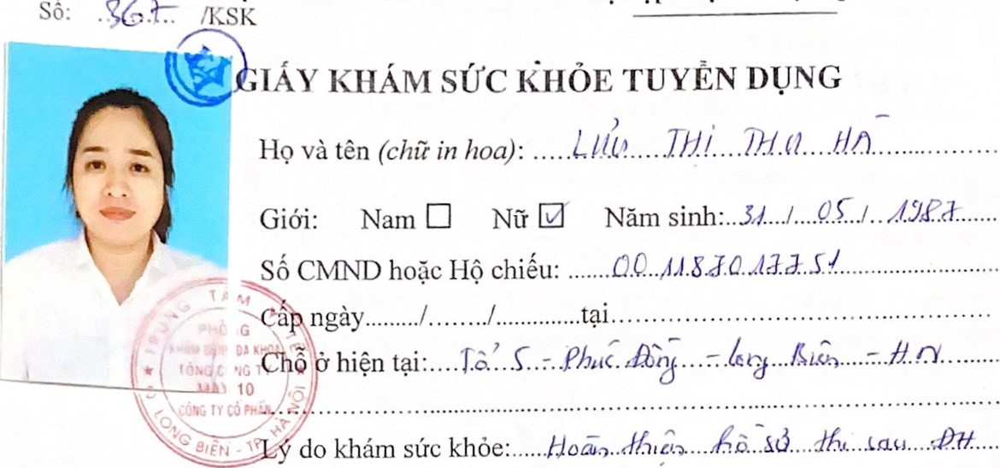 Số: 367 /KSK
GIẤY KHÁM SỨC KHỎE TUYỂN DỤNG
Họ và tên (chữ in hoa): LƯU THỊ THU HÀ
Giới: Nam ☐ Nữ ☑ Năm sinh: 31 / 05 / 1987
Số CMND hoặc Hộ chiếu: 001187017751
Cấp ngày......../......../............tại
Chỗ ở hiện tại: Tổ 5 - Phúc Đồng - Long Biên - H.N
Lý do khám sức khỏe: Hoàn thiện hồ sơ thi sau ĐH
TRUNG TÂM Y TẾ
PHÒNG
KHÁM BỆNH ĐA KHOA
TỔNG CÔNG TY
MAY 10
CÔNG TY CỔ PHẦN
Q. LONG BIÊN - TP. HÀ NỘI